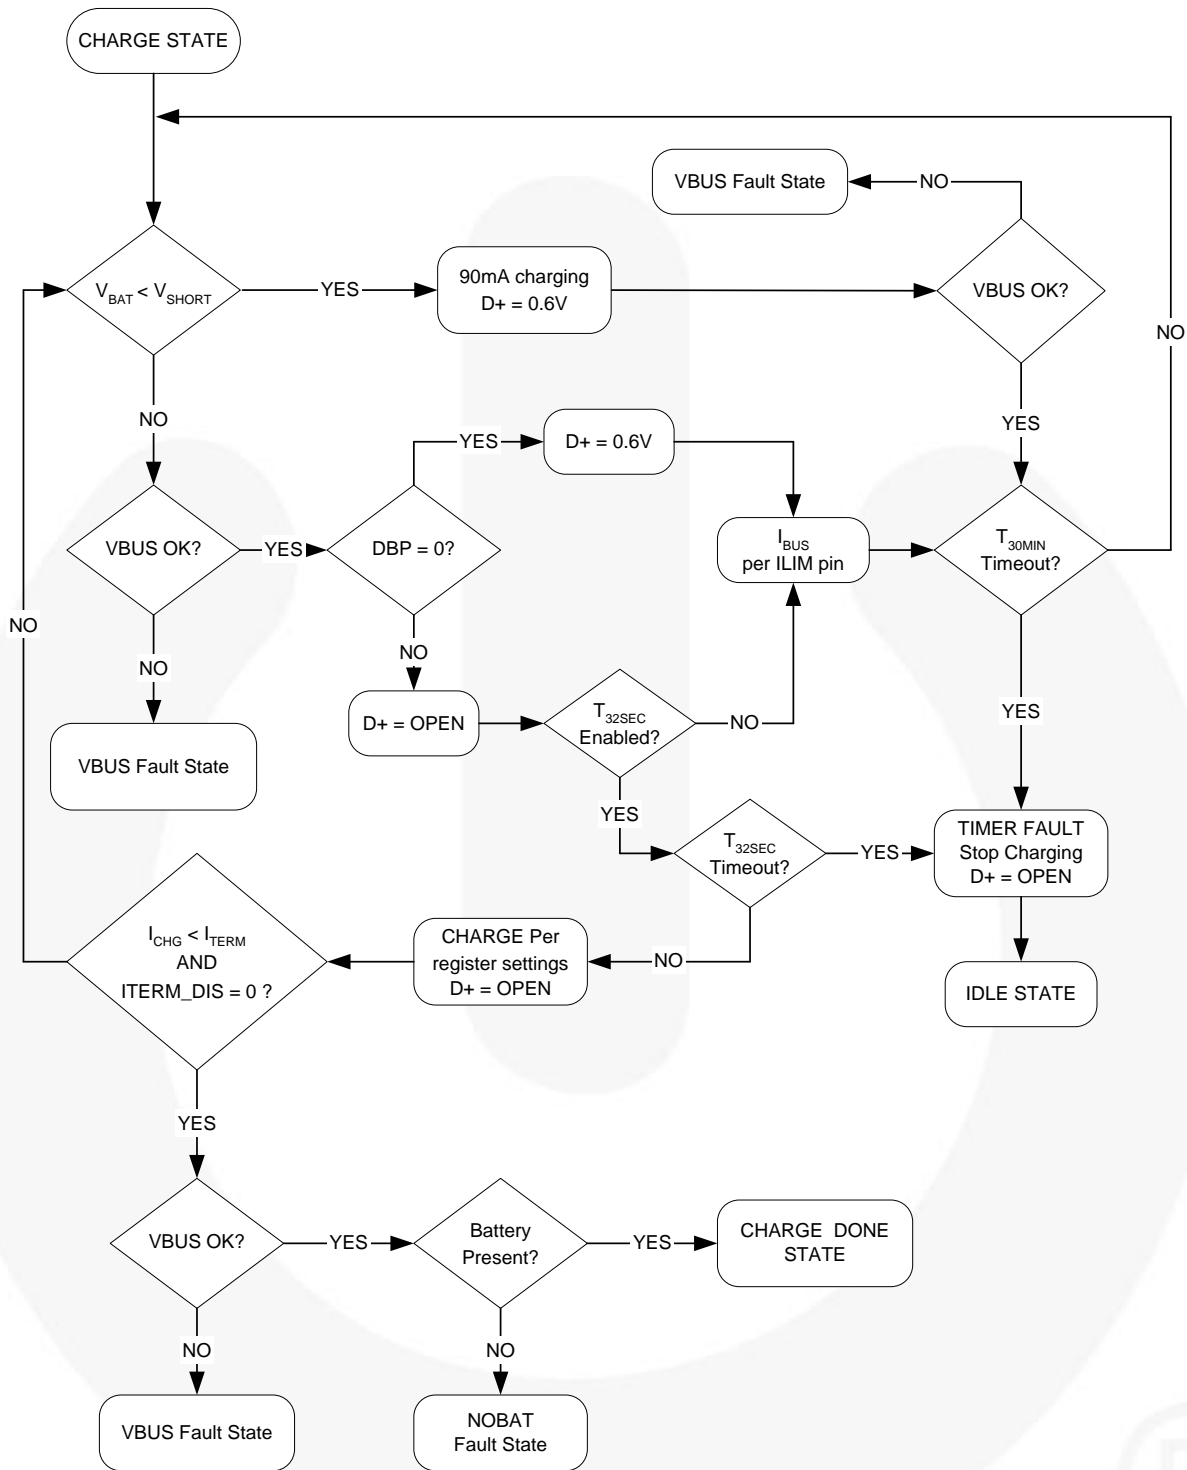 CHARGE STATE
VBUS Fault State
NO
V_BAT < V_SHORT
YES
90mA charging
D+ = 0.6V
VBUS OK?
NO
NO
YES
YES
D+ = 0.6V
VBUS OK?
YES
DBP = 0?
I_BUS
per ILIM pin
T_30MIN
Timeout?
NO
NO
NO
D+ = OPEN
T_32SEC
Enabled?
NO
YES
VBUS Fault State
YES
T_32SEC
Timeout?
YES
TIMER FAULT
Stop Charging
D+ = OPEN
I_CHG < I_TERM
AND
ITERM_DIS = 0 ?
CHARGE Per
register settings
D+ = OPEN
NO
IDLE STATE
YES
VBUS OK?
YES
Battery
Present?
YES
CHARGE DONE
STATE
NO
NO
VBUS Fault State
NOBAT
Fault State